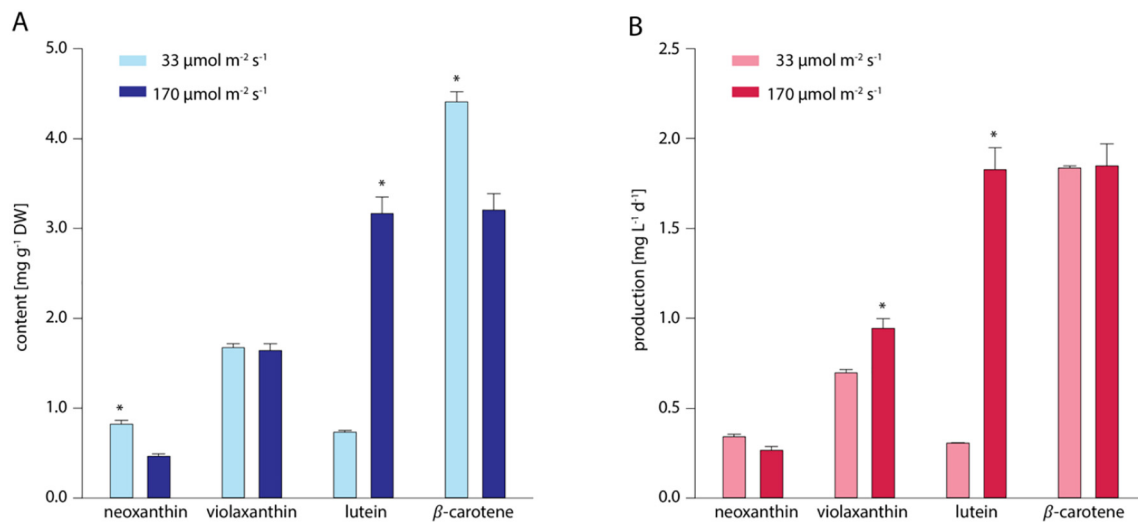 A
33 µmol m⁻² s⁻¹
170 µmol m⁻² s⁻¹
content [mg g⁻¹ DW]
5.0
4.0
3.0
2.0
1.0
0.0
*
*
*
neoxanthin violaxanthin lutein β-carotene
B
33 µmol m⁻² s⁻¹
170 µmol m⁻² s⁻¹
production [mg L⁻¹ d⁻¹]
2.5
2.0
1.5
1.0
0.5
0.0
*
*
neoxanthin violaxanthin lutein β-carotene